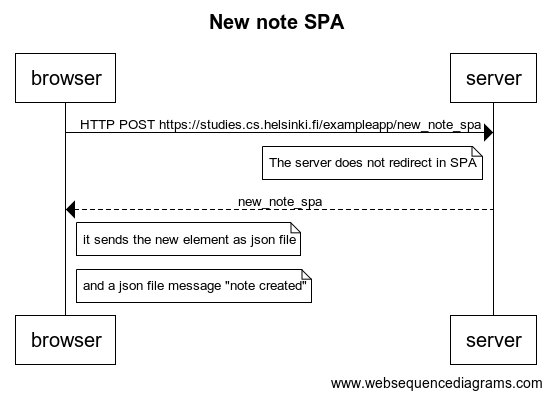 New note SPA
browser
server
HTTP POST https://studies.cs.helsinki.fi/exampleapp/new_note_spa
The server does not redirect in SPA
new_note_spa
it sends the new element as json file
and a json file message "note created"
browser
server
www.websequencediagrams.com